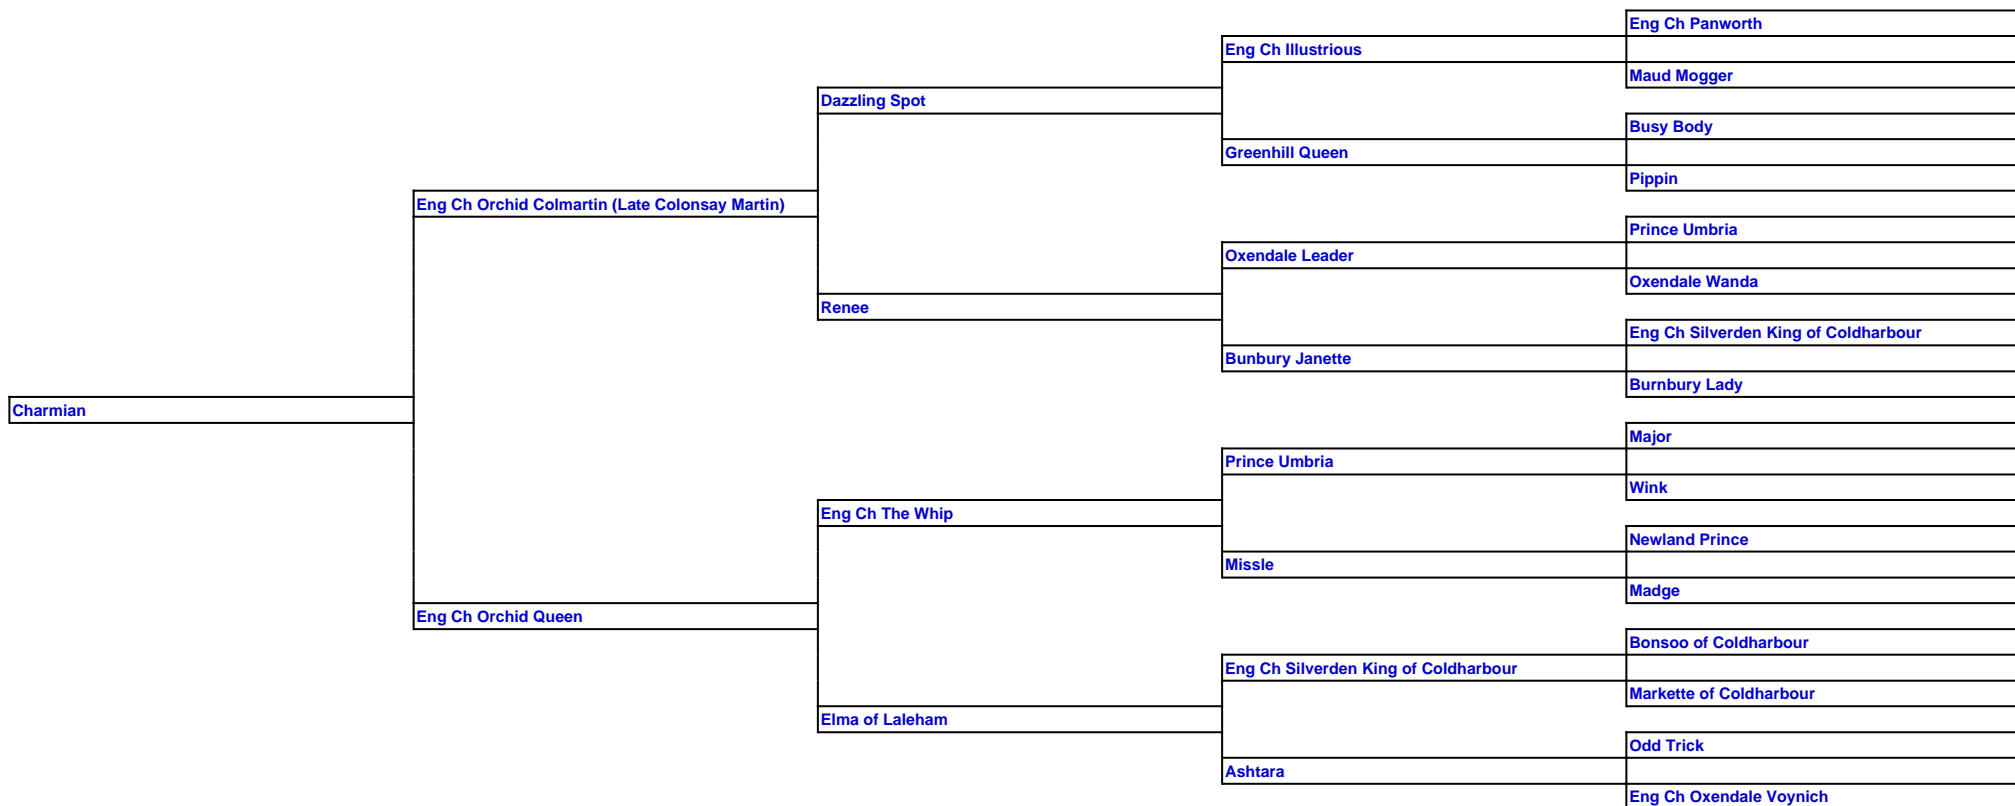 Eng Ch Panworth
Eng Ch Illustrious
Maud Mogger
Dazzling Spot
Busy Body
Greenhill Queen
Pippin
Eng Ch Orchid Colmartin (Late Colonsay Martin)
Prince Umbria
Oxendale Leader
Oxendale Wanda
Renee
Eng Ch Silverden King of Coldharbour
Bunbury Janette
Burnbury Lady
Charmian
Major
Prince Umbria
Wink
Eng Ch The Whip
Newland Prince
Missle
Madge
Eng Ch Orchid Queen
Bonsoo of Coldharbour
Eng Ch Silverden King of Coldharbour
Markette of Coldharbour
Elma of Laleham
Odd Trick
Ashtara
Eng Ch Oxendale Voynich